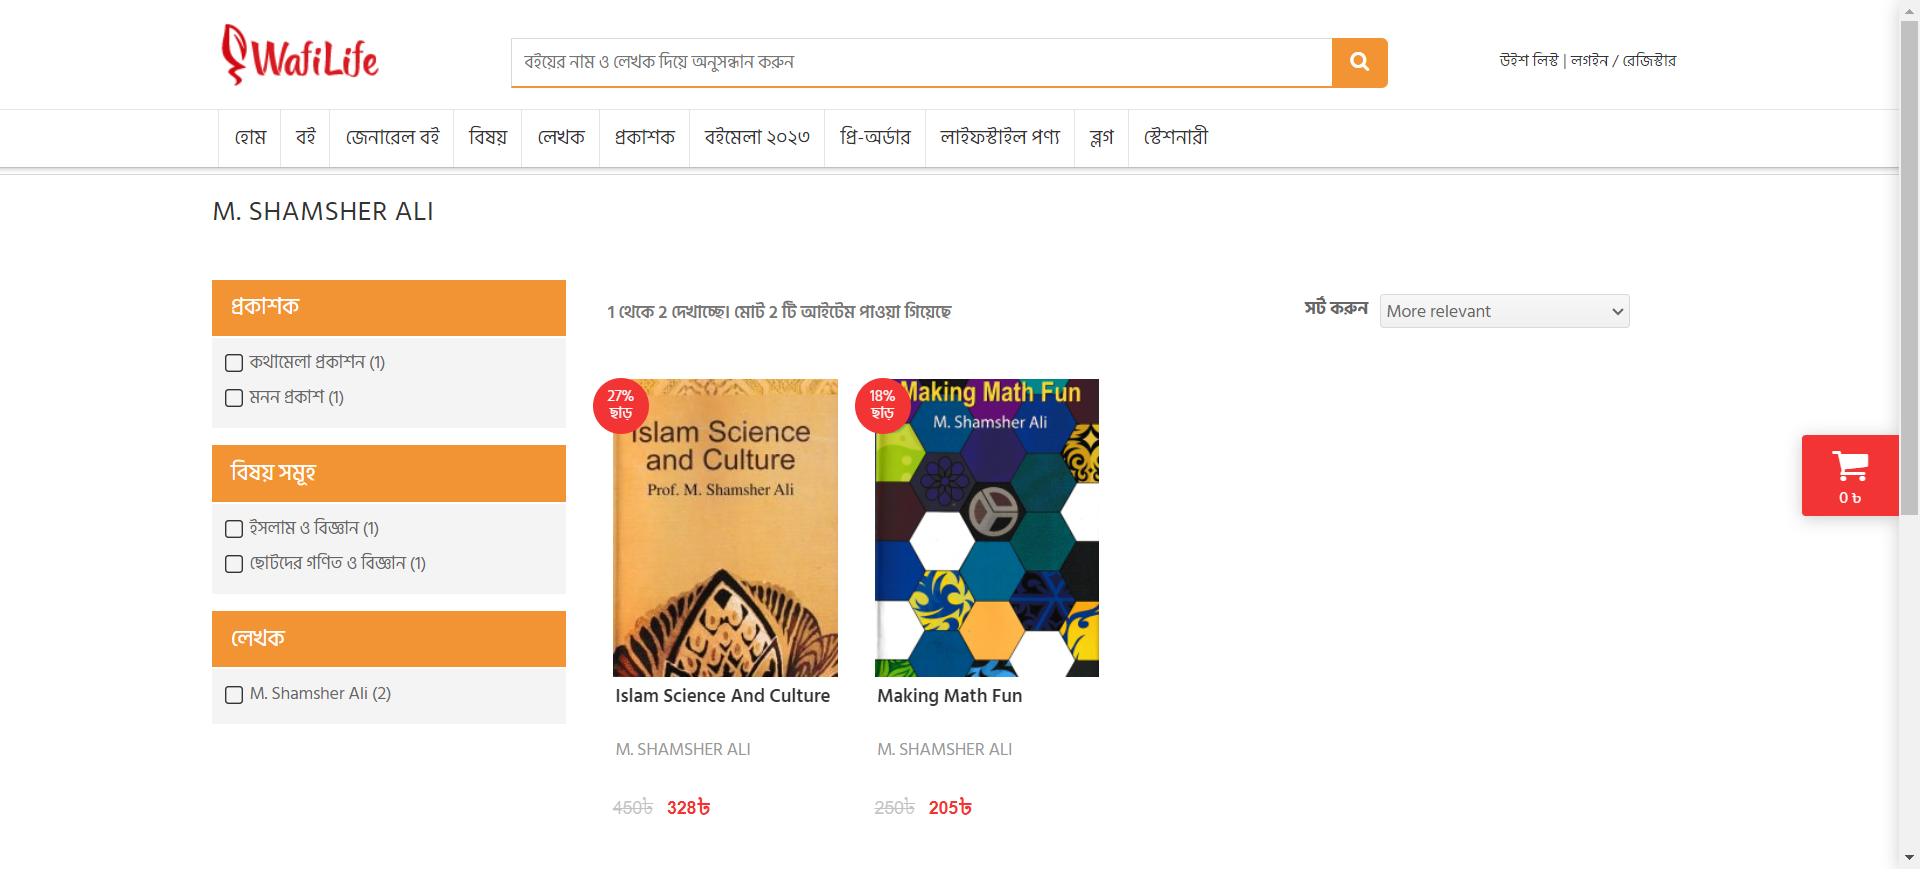 WafiLife
বইয়ের নাম ও লেখক দিয়ে অনুসন্ধান করুন
উইশ লিস্ট | লগইন / রেজিস্টার
হোম বই জেনারেল বই বিষয় লেখক প্রকাশক বইমেলা ২০২৩ প্রি-অর্ডার লাইফস্টাইল পণ্য ব্লগ স্টেশনারী
M. SHAMSHER ALI
প্রকাশক
কথামেলা প্রকাশন (1)
মনন প্রকাশ (1)
বিষয় সমূহ
ইসলাম ও বিজ্ঞান (1)
ছোটদের গণিত ও বিজ্ঞান (1)
লেখক
M. Shamsher Ali (2)
1 থেকে 2 দেখাচ্ছে। মোট 2 টি আইটেম পাওয়া গিয়েছে
সর্ট করুন More relevant
27%
ছাড়
Islam Science
and Culture
Prof. M. Shamsher Ali
Islam Science And Culture
M. SHAMSHER ALI
450৳ 328৳
18%
ছাড়
Making Math Fun
M. Shamsher Ali
Making Math Fun
M. SHAMSHER ALI
250৳ 205৳
0 ৳